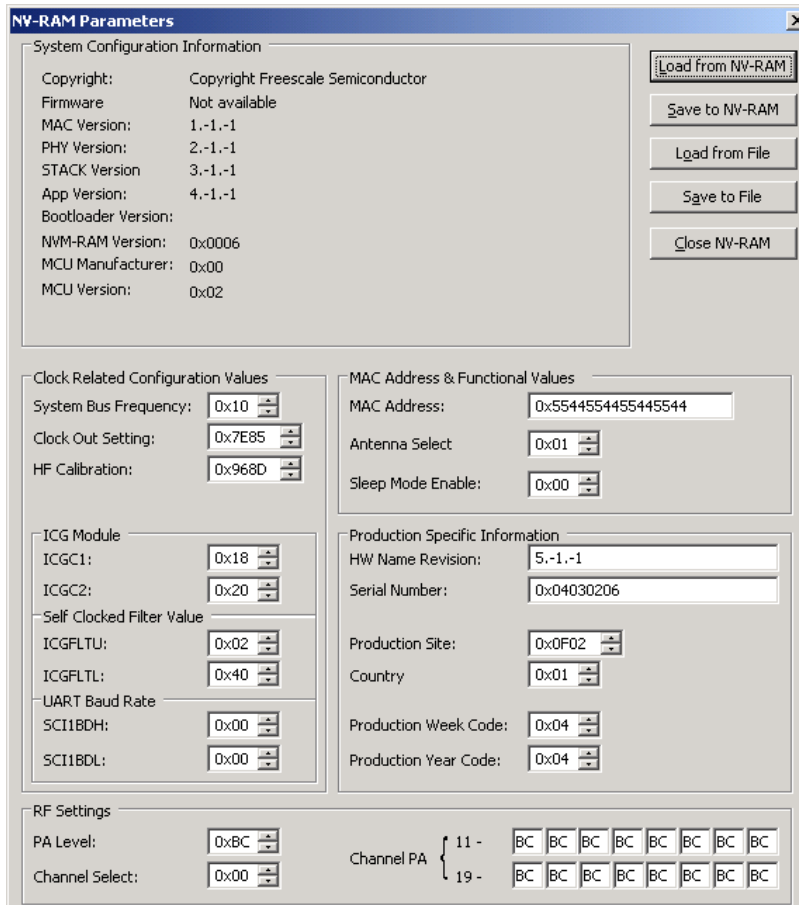 NV-RAM Parameters
System Configuration Information
Copyright: Copyright Freescale Semiconductor
Firmware Not available
MAC Version: 1.-1.-1
PHY Version: 2.-1.-1
STACK Version 3.-1.-1
App Version: 4.-1.-1
Bootloader Version:
NVM-RAM Version: 0x0006
MCU Manufacturer: 0x00
MCU Version: 0x02
Load from NV-RAM
Save to NV-RAM
Load from File
Save to File
Close NV-RAM
Clock Related Configuration Values
System Bus Frequency: 0x10
Clock Out Setting: 0x7E85
HF Calibration: 0x968D
ICG Module
ICGC1: 0x18
ICGC2: 0x20
Self Clocked Filter Value
ICGFLTU: 0x02
ICGFLTL: 0x40
UART Baud Rate
SCI1BDH: 0x00
SCI1BDL: 0x00
MAC Address & Functional Values
MAC Address: 0x5544554455445544
Antenna Select 0x01
Sleep Mode Enable: 0x00
Production Specific Information
HW Name Revision: 5.-1.-1
Serial Number: 0x04030206
Production Site: 0x0F02
Country 0x01
Production Week Code: 0x04
Production Year Code: 0x04
RF Settings
PA Level: 0xBC
Channel Select: 0x00
Channel PA
11 - BC BC BC BC BC BC BC BC
19 - BC BC BC BC BC BC BC BC